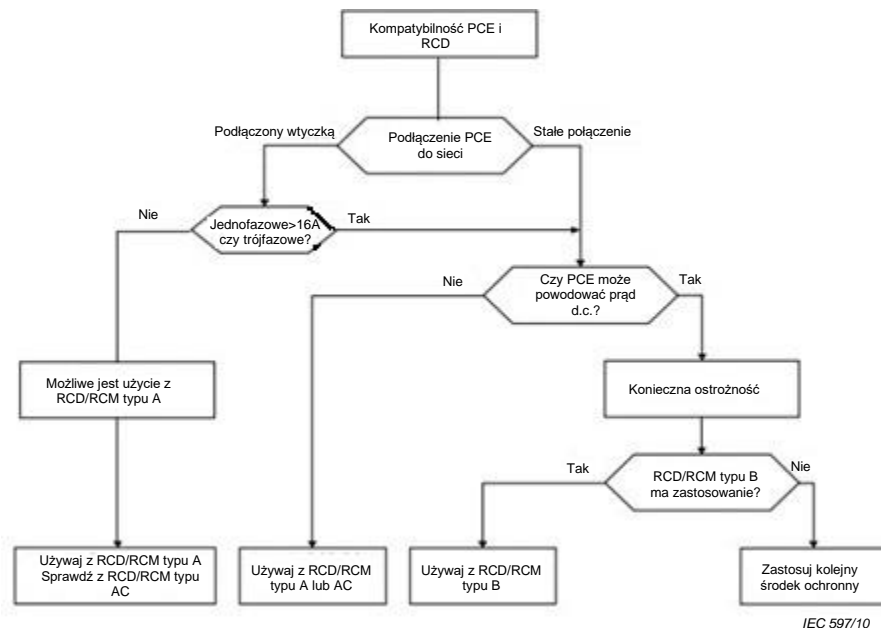 Kompatybilność PCE i
RCD
Podłączony wtyczką
Podłączenie PCE
do sieci
Stałe połączenie
Nie
Jednofazowe>16A
czy trójfazowe?
Tak
Nie
Czy PCE może
powodować prąd
d.c.?
Tak
Możliwe jest użycie z
RCD/RCM typu A
Konieczna ostrożność
Tak
RCD/RCM typu B
ma zastosowanie?
Nie
Używaj z RCD/RCM typu A
Sprawdź z RCD/RCM typu
AC
Używaj z RCD/RCM
typu A lub AC
Używaj z RCD/RCM
typu B
Zastosuj kolejny
środek ochronny
IEC 597/10